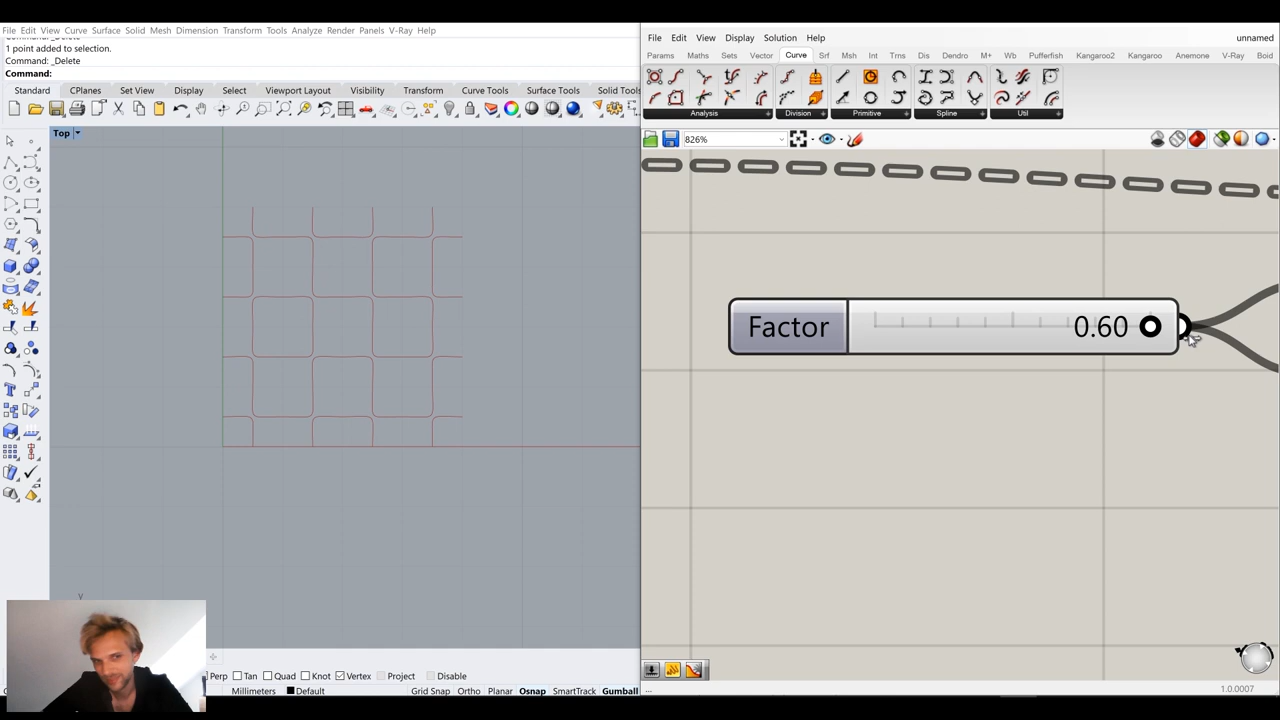 File Edit View Curve Surface Solid Mesh Dimension Transform Tools Analyze Render Panels V-Ray Help
1 point added to selection.
Command: _Delete
Command:
Standard CPlanes Set View Display Select Viewport Layout Visibility Transform Curve Tools Surface Tools Solid Tools
Top
y
Perp Tan Quad Knot Vertex Project Disable
Millimeters Default Grid Snap Ortho Planar Osnap SmartTrack Gumball
File Edit View Display Solution Help unnamed
Params Maths Sets Vector Curve Srf Msh Int Trns Dis Dendro M+ Wb Pufferfish Kangaroo2 Kangaroo Anemone V-Ray Boid
Analysis Division Primitive Spline Util
826%
Factor 0.60
... 1.0.0007